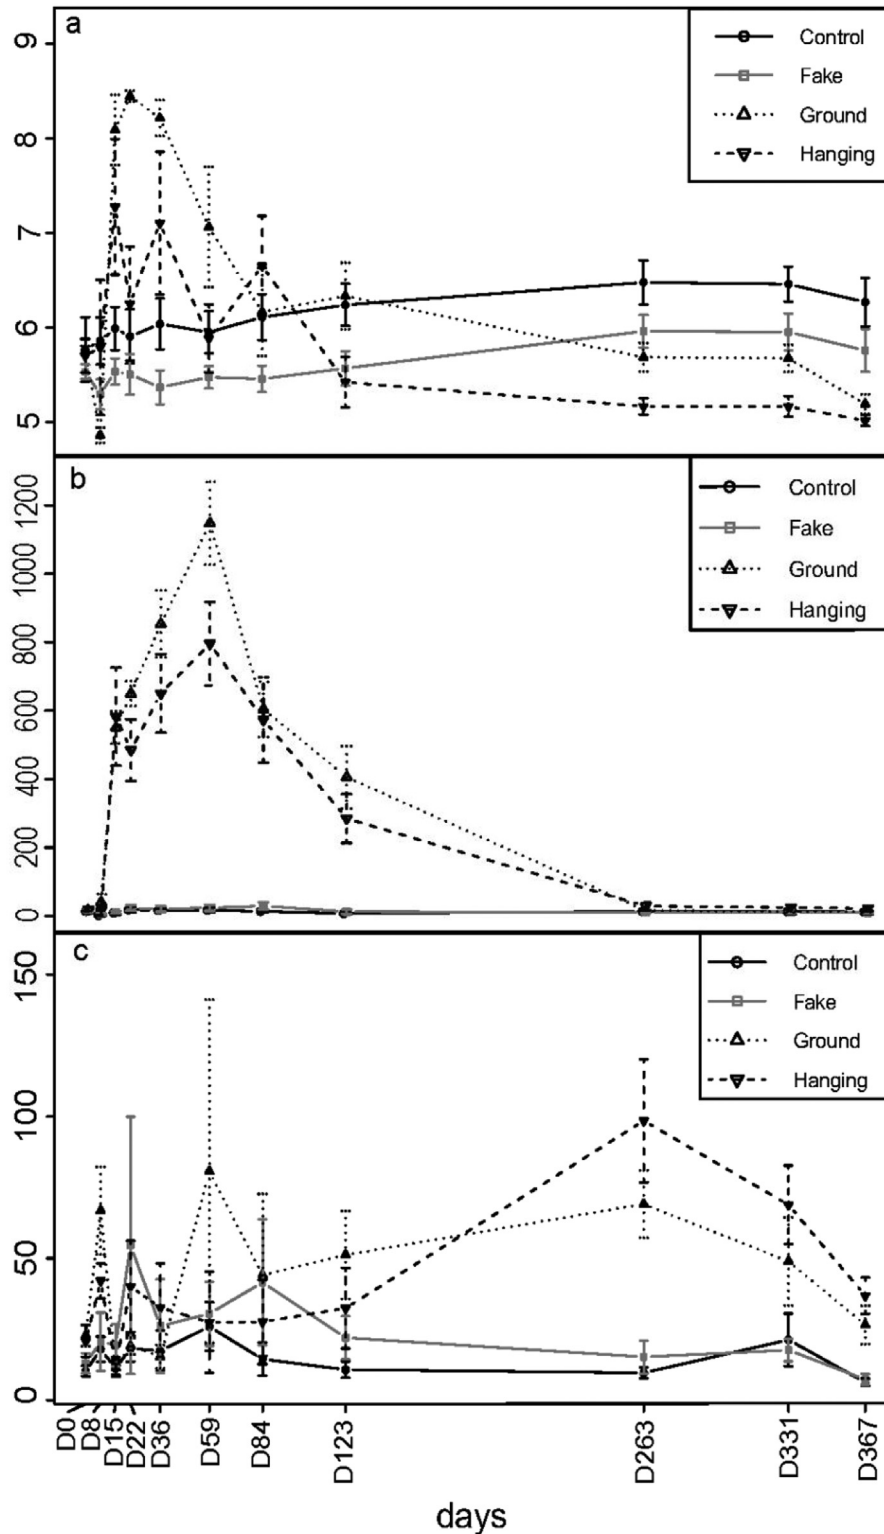 a
9
8
7
6
5
Control
Fake
Ground
Hanging
b
1200
1000
800
600
400
200
0
Control
Fake
Ground
Hanging
c
150
100
50
0
Control
Fake
Ground
Hanging
D0
D8
D15
D22
D36
D59
D84
D123
D263
D331
D367
days